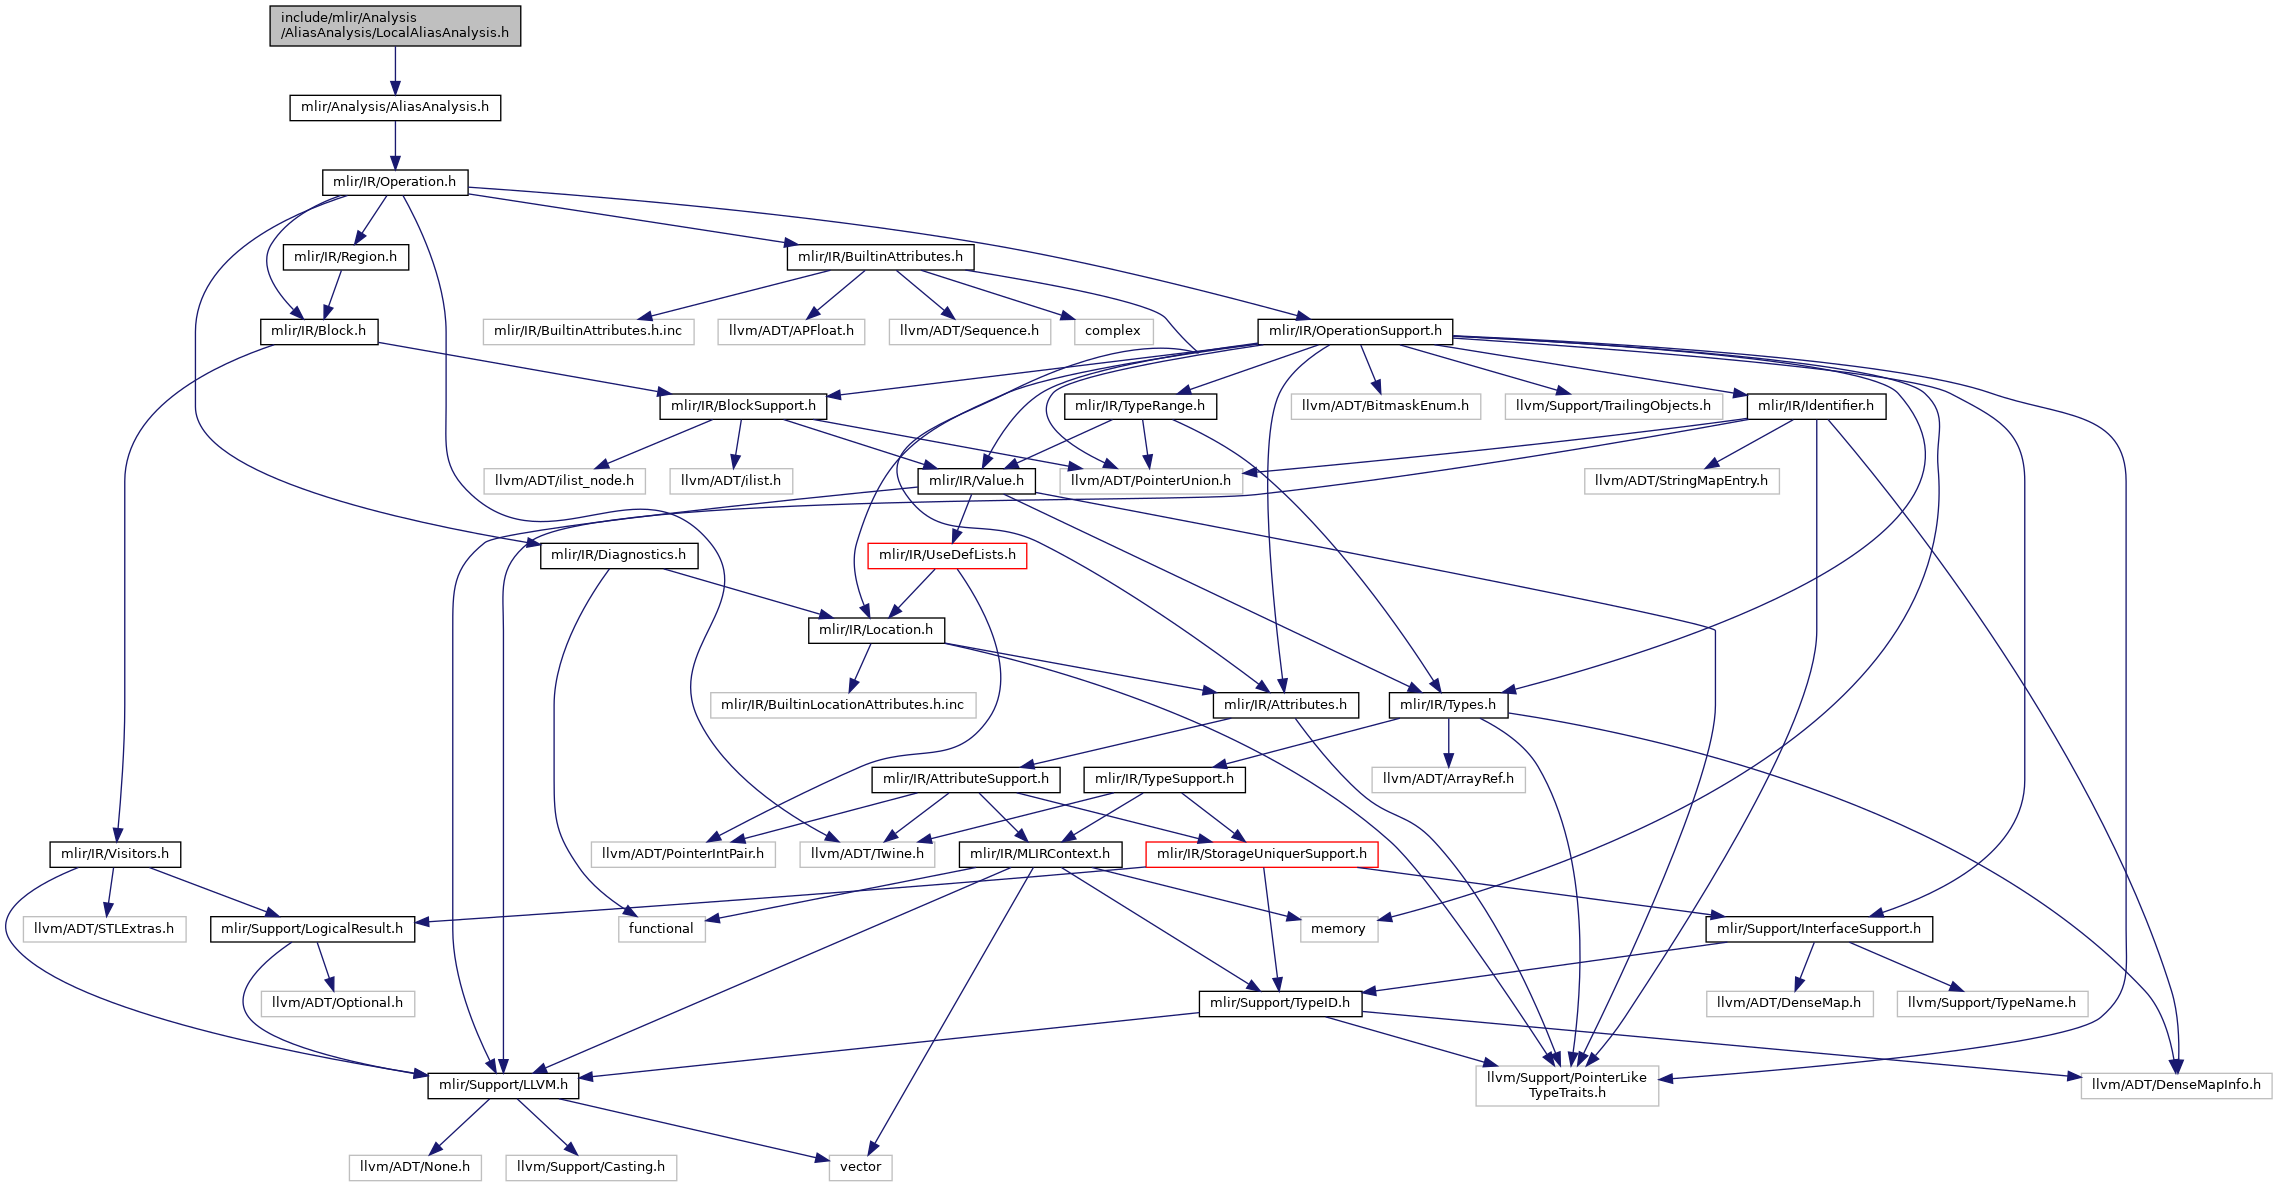 include/mlir/Analysis
/AliasAnalysis/LocalAliasAnalysis.h
mlir/Analysis/AliasAnalysis.h
mlir/IR/Operation.h
mlir/IR/Region.h
mlir/IR/BuiltinAttributes.h
mlir/IR/Block.h
mlir/IR/BuiltinAttributes.h.inc
llvm/ADT/APFloat.h
llvm/ADT/Sequence.h
complex
mlir/IR/OperationSupport.h
mlir/IR/BlockSupport.h
mlir/IR/TypeRange.h
llvm/ADT/BitmaskEnum.h
llvm/Support/TrailingObjects.h
mlir/IR/Identifier.h
llvm/ADT/ilist_node.h
llvm/ADT/ilist.h
mlir/IR/Value.h
llvm/ADT/PointerUnion.h
llvm/ADT/StringMapEntry.h
mlir/IR/Diagnostics.h
mlir/IR/UseDefLists.h
mlir/IR/Location.h
mlir/IR/BuiltinLocationAttributes.h.inc
mlir/IR/Attributes.h
mlir/IR/Types.h
mlir/IR/AttributeSupport.h
mlir/IR/TypeSupport.h
llvm/ADT/ArrayRef.h
mlir/IR/Visitors.h
llvm/ADT/PointerIntPair.h
llvm/ADT/Twine.h
mlir/IR/MLIRContext.h
mlir/IR/StorageUniquerSupport.h
llvm/ADT/STLExtras.h
mlir/Support/LogicalResult.h
functional
memory
mlir/Support/InterfaceSupport.h
llvm/ADT/Optional.h
mlir/Support/TypeID.h
llvm/ADT/DenseMap.h
llvm/Support/TypeName.h
mlir/Support/LLVM.h
llvm/Support/PointerLike
TypeTraits.h
llvm/ADT/DenseMapInfo.h
llvm/ADT/None.h
llvm/Support/Casting.h
vector